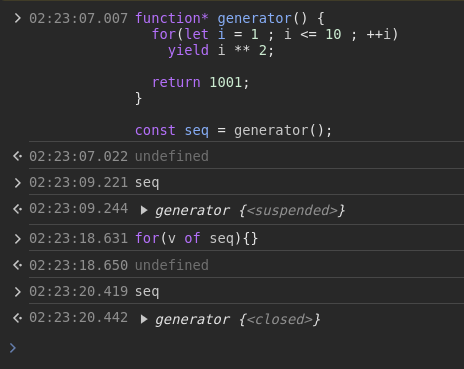 02:23:07.007 function* generator() {
for(let i = 1 ; i <= 10 ; ++i)
yield i ** 2;
return 1001;
}
const seq = generator();
02:23:07.022 undefined
02:23:09.221 seq
02:23:09.244 generator {<suspended>}
02:23:18.631 for(v of seq){}
02:23:18.650 undefined
02:23:20.419 seq
02:23:20.442 generator {<closed>}